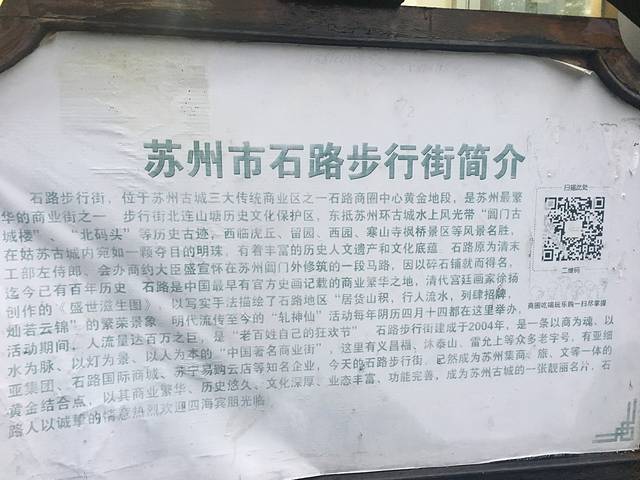 苏州市石路步行街简介
石路步行街，位于苏州古城三大传统商业区之一石路商圈中心黄金地段，是苏州最繁
华的商业街之一 步行街北连山塘历史文化保护区，东抵苏州环古城水上风光带“阊门古
城楼”、“北码头”等历史古迹，西临虎丘、留园、西园、寒山寺枫桥景区等风景名胜，
在姑苏古城内宛如一颗夺目的明珠，有着丰富的历史人文遗产和文化底蕴 石路原为清末
工部左侍郎、会办商约大臣盛宣怀在苏州阊门外修筑的一段马路，因以碎石铺就而得名，
迄今已有百年历史 石路是中国最早有官方史画记载的商业繁华之地，清代宫廷画家徐扬
创作的《盛世滋生图》，以写实手法描绘了石路地区“居货山积，行人流水，列肆招牌，
灿若云锦”的繁荣景象 明代流传至今的“轧神仙”活动每年阴历四月十四都在这里举办，
活动期间，人流量达百万之巨，是“老百姓自己的狂欢节” 石路步行街建成于2004年，是一条以商为魂、以
水为脉、以灯为景、以人为本的“中国著名商业街”，这里有义昌福、沐泰山、雷允上等众多老字号，有亚细
亚集团、石路国际商城、苏宁易购云店等知名企业，今天的石路步行街，已然成为苏州集商、旅、文等一体的
黄金结合点，以其商业繁华、历史悠久、文化深厚、业态丰富、功能完善，成为苏州古城的一张靓丽名片，石
路人以诚挚的情意热烈欢迎四海宾朋光临
扫描此处
二维码
商圈吃喝玩乐购一扫尽掌握